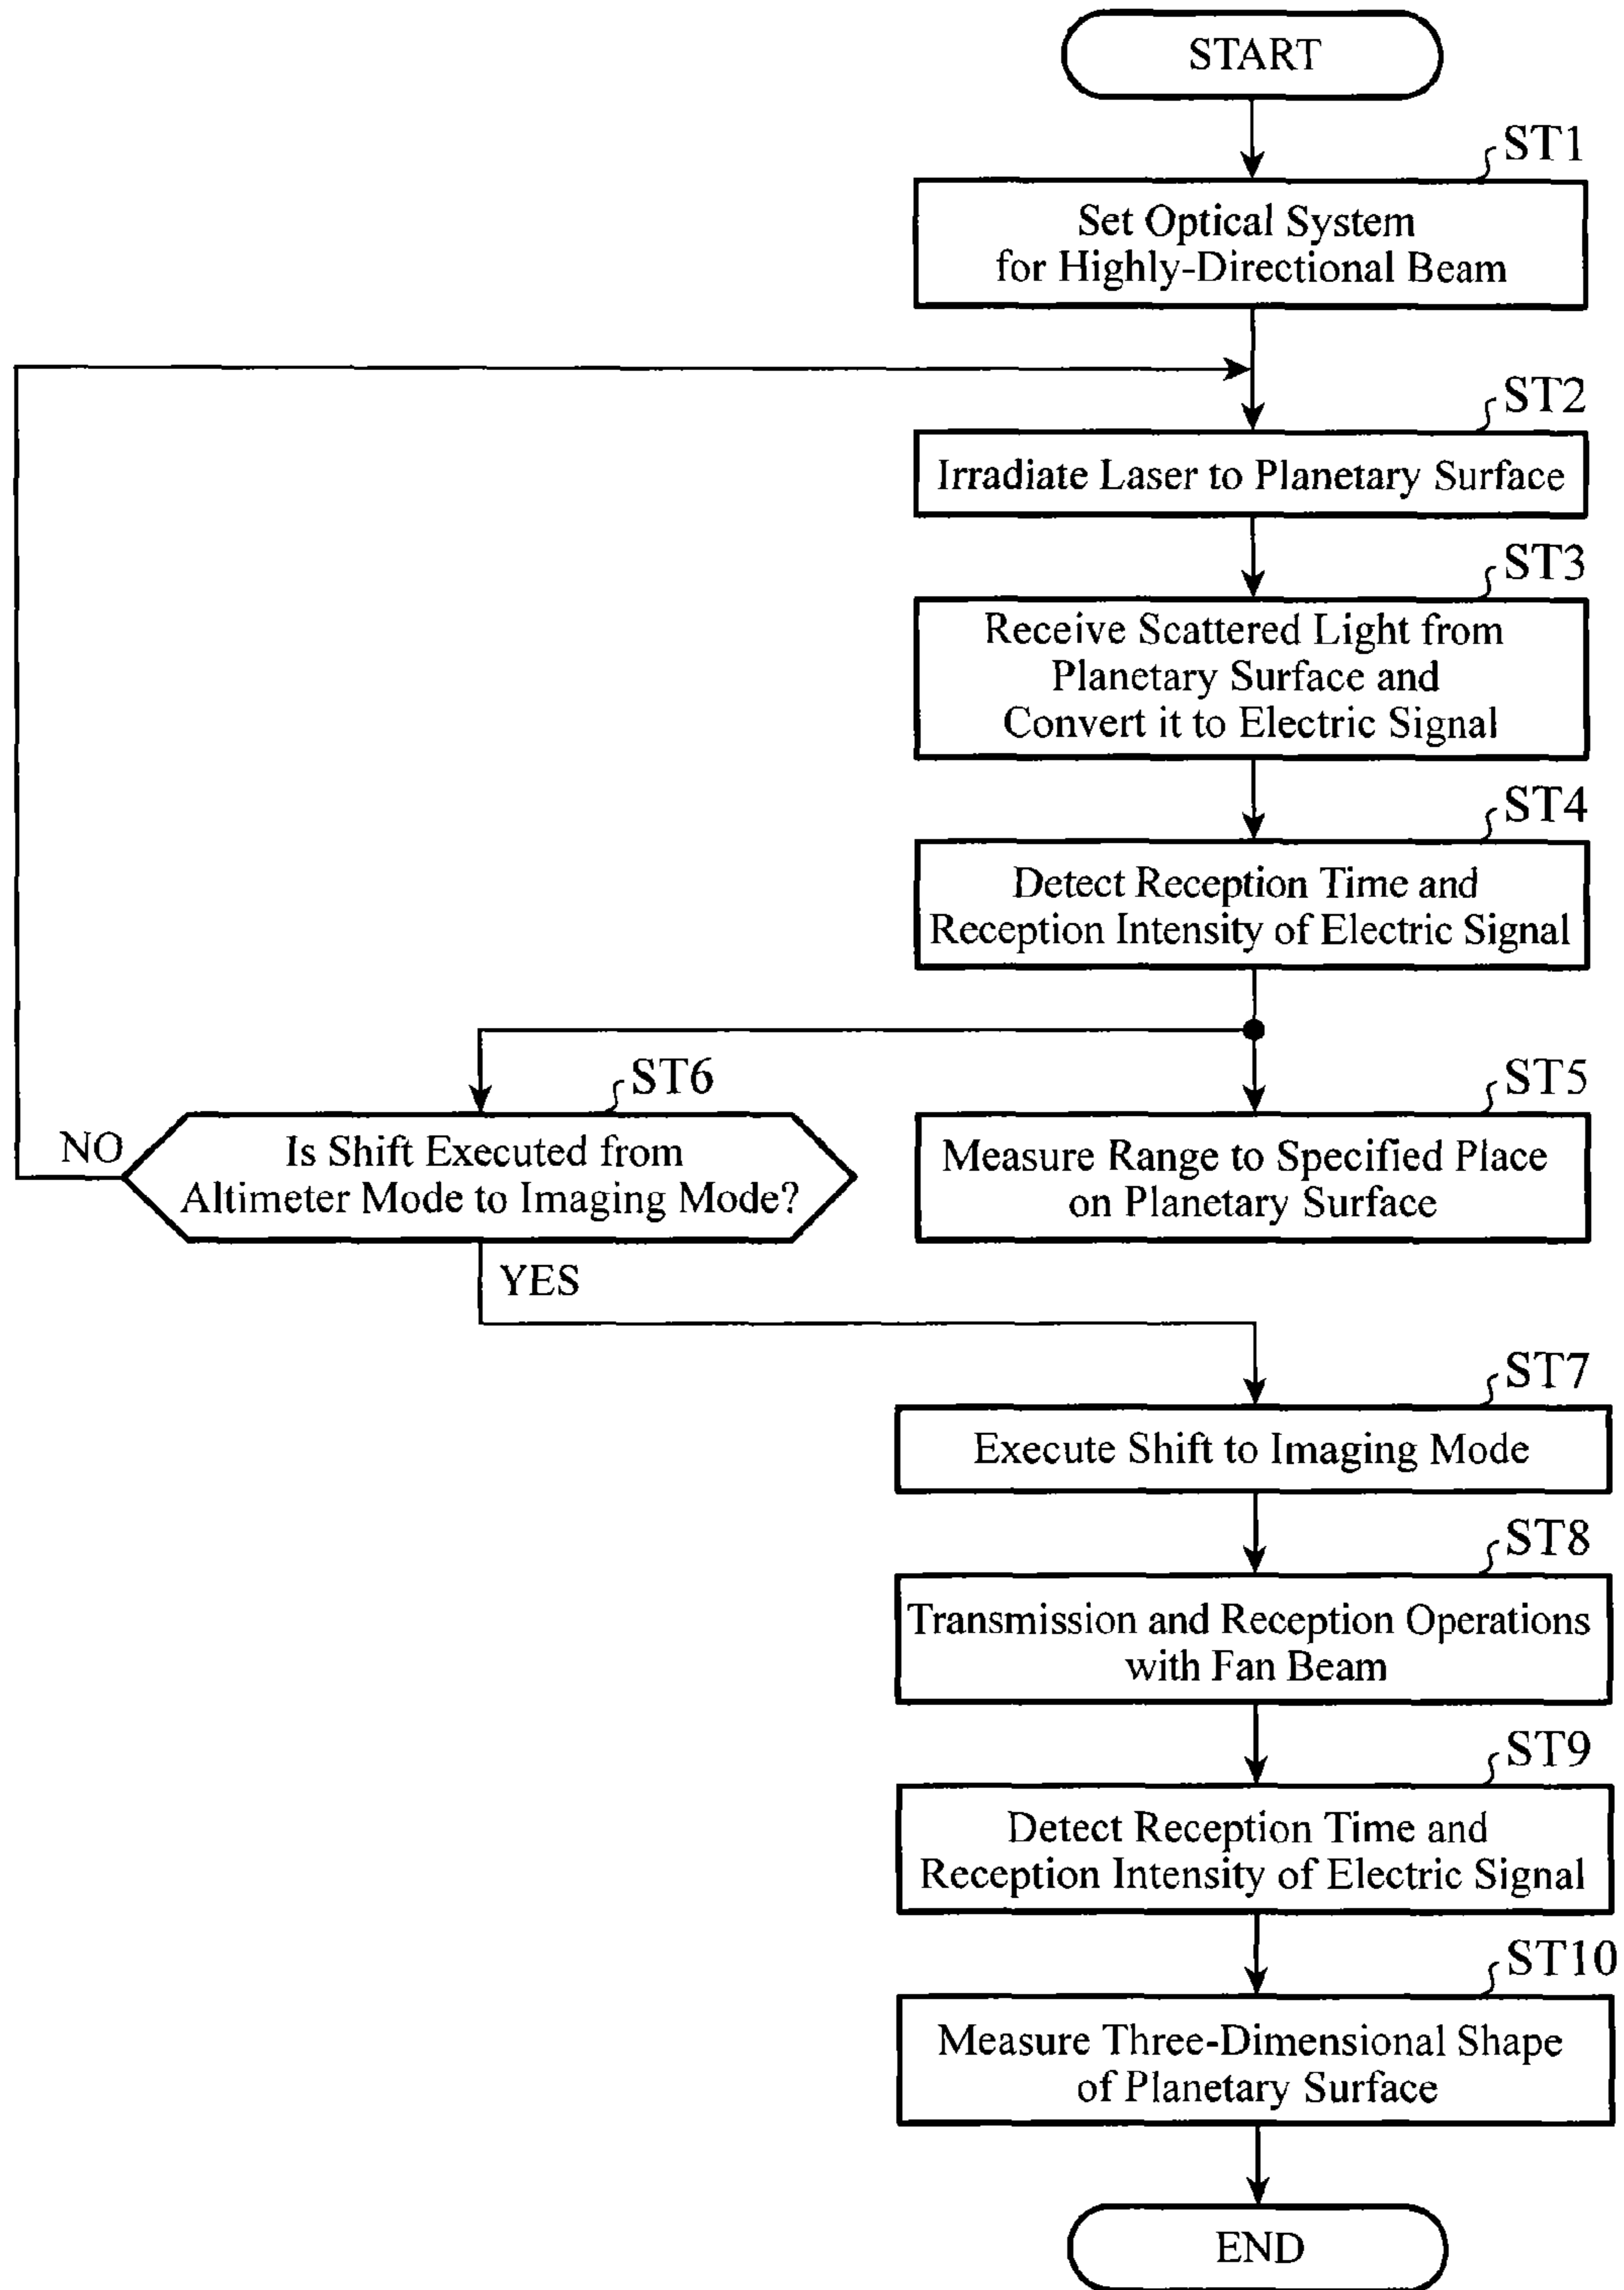 START
ST1
Set Optical System
for Highly-Directional Beam
ST2
Irradiate Laser to Planetary Surface
ST3
Receive Scattered Light from
Planetary Surface and
Convert it to Electric Signal
ST4
Detect Reception Time and
Reception Intensity of Electric Signal
ST6
NO
Is Shift Executed from
Altimeter Mode to Imaging Mode?
YES
ST5
Measure Range to Specified Place
on Planetary Surface
ST7
Execute Shift to Imaging Mode
ST8
Transmission and Reception Operations
with Fan Beam
ST9
Detect Reception Time and
Reception Intensity of Electric Signal
ST10
Measure Three-Dimensional Shape
of Planetary Surface
END